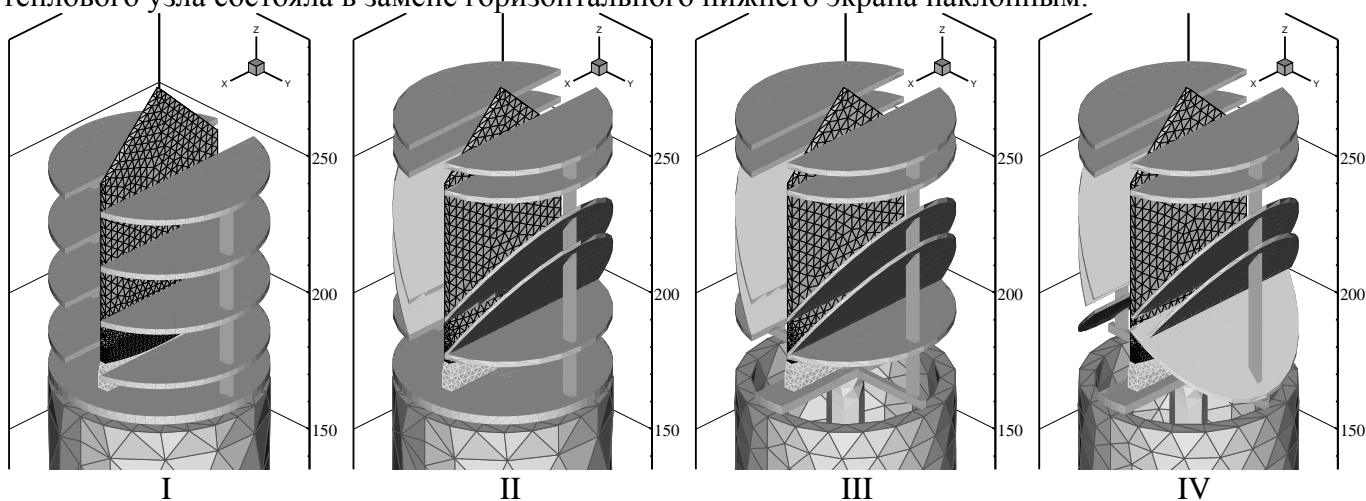 теплового узла состояла в замене горизонтального нижнего экрана наклонным.
Z Z Z Z
X Y X Y X Y X Y
250 250 250 250
200 200 200 200
150 150 150 150
I II III IV